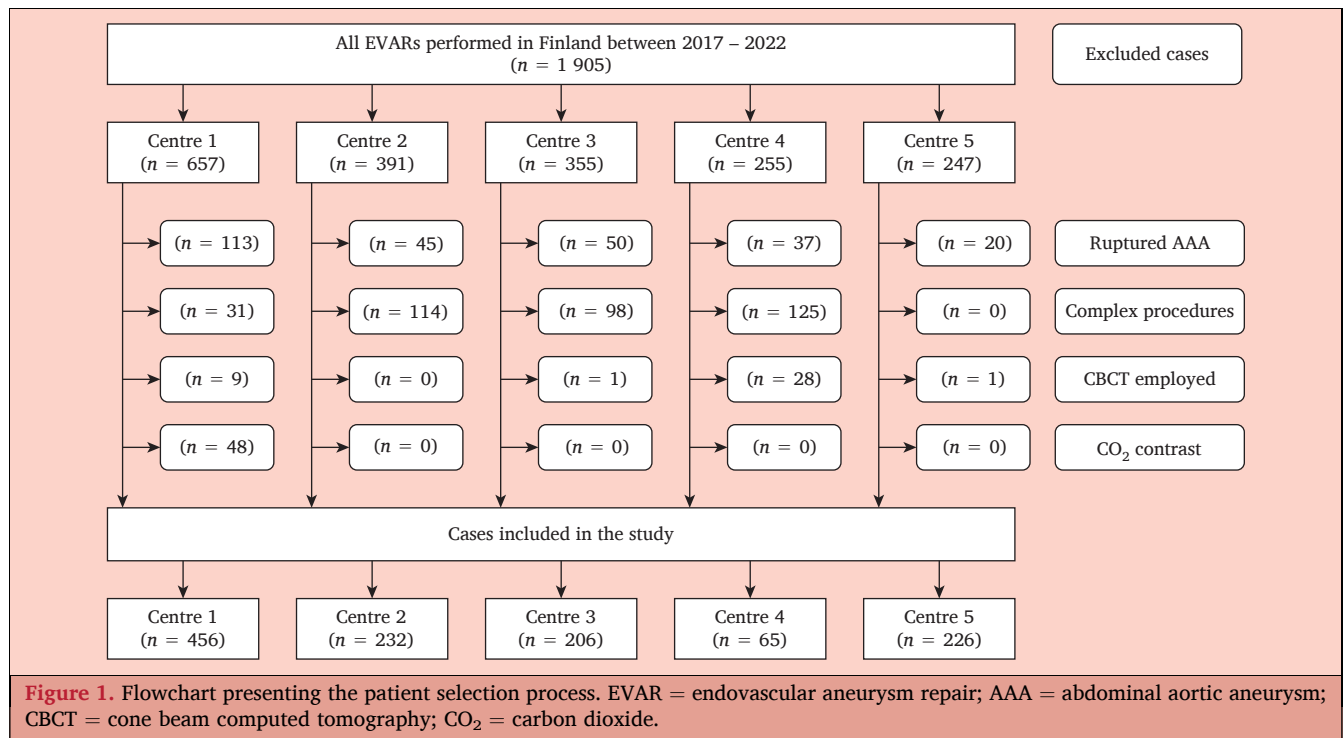 All EVARs performed in Finland between 2017 – 2022
(n = 1 905)
Excluded cases
Centre 1
(n = 657)
Centre 2
(n = 391)
Centre 3
(n = 355)
Centre 4
(n = 255)
Centre 5
(n = 247)
(n = 113)
(n = 45)
(n = 50)
(n = 37)
(n = 20)
Ruptured AAA
(n = 31)
(n = 114)
(n = 98)
(n = 125)
(n = 0)
Complex procedures
(n = 9)
(n = 0)
(n = 1)
(n = 28)
(n = 1)
CBCT employed
(n = 48)
(n = 0)
(n = 0)
(n = 0)
(n = 0)
CO₂ contrast
Cases included in the study
Centre 1
(n = 456)
Centre 2
(n = 232)
Centre 3
(n = 206)
Centre 4
(n = 65)
Centre 5
(n = 226)
Figure 1. Flowchart presenting the patient selection process. EVAR = endovascular aneurysm repair; AAA = abdominal aortic aneurysm;
CBCT = cone beam computed tomography; CO₂ = carbon dioxide.